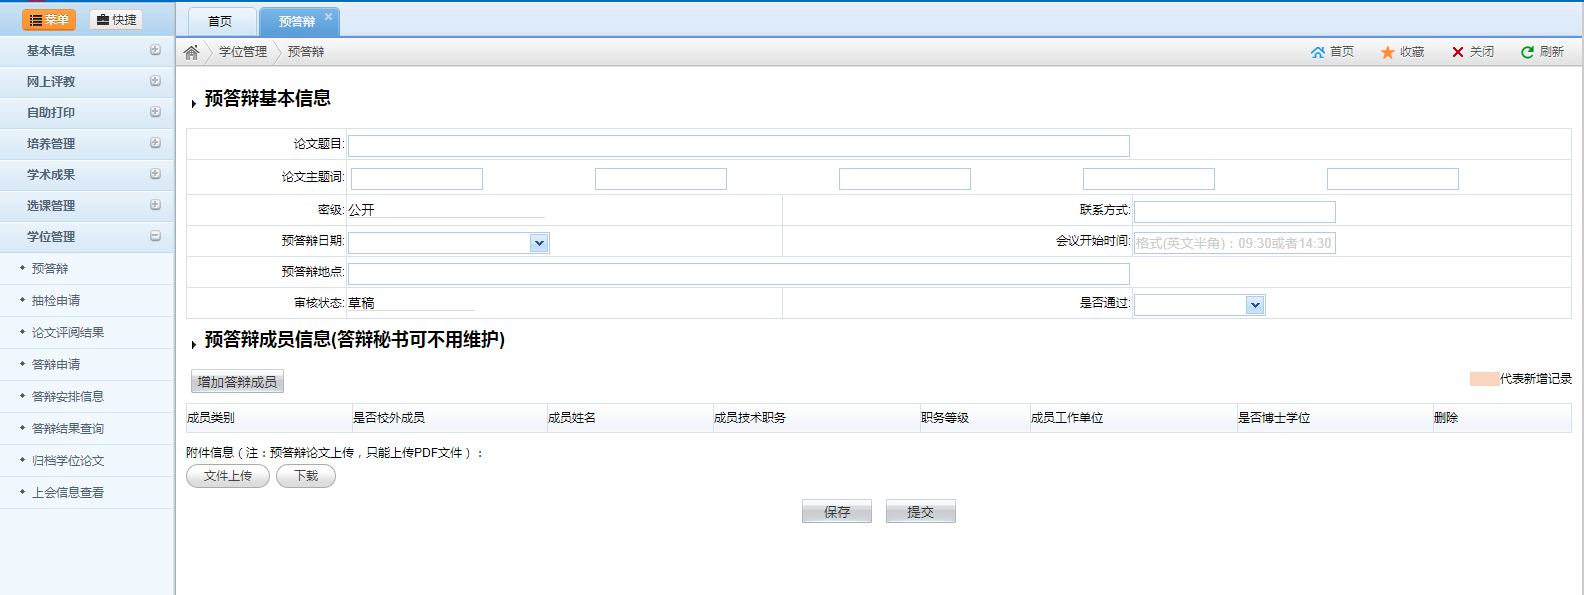 菜单 快捷 首页 预答辩
基本信息
网上评教
自助打印
培养管理
学术成果
选课管理
学位管理
预答辩
抽检申请
论文评阅结果
答辩申请
答辩安排信息
答辩结果查询
归档学位论文
上会信息查看
学位管理 预答辩 首页 收藏 关闭 刷新
预答辩基本信息
论文题目:
论文主题词:
密级: 公开 联系方式:
预答辩日期: 会议开始时间: 格式(英文半角)：09:30或者14:30
预答辩地点:
审核状态: 草稿 是否通过:
预答辩成员信息(答辩秘书可不用维护)
增加答辩成员 代表新增记录
成员类别 是否校外成员 成员姓名 成员技术职务 职务等级 成员工作单位 是否博士学位 删除
附件信息（注：预答辩论文上传，只能上传PDF文件）：
文件上传 下载
保存 提交